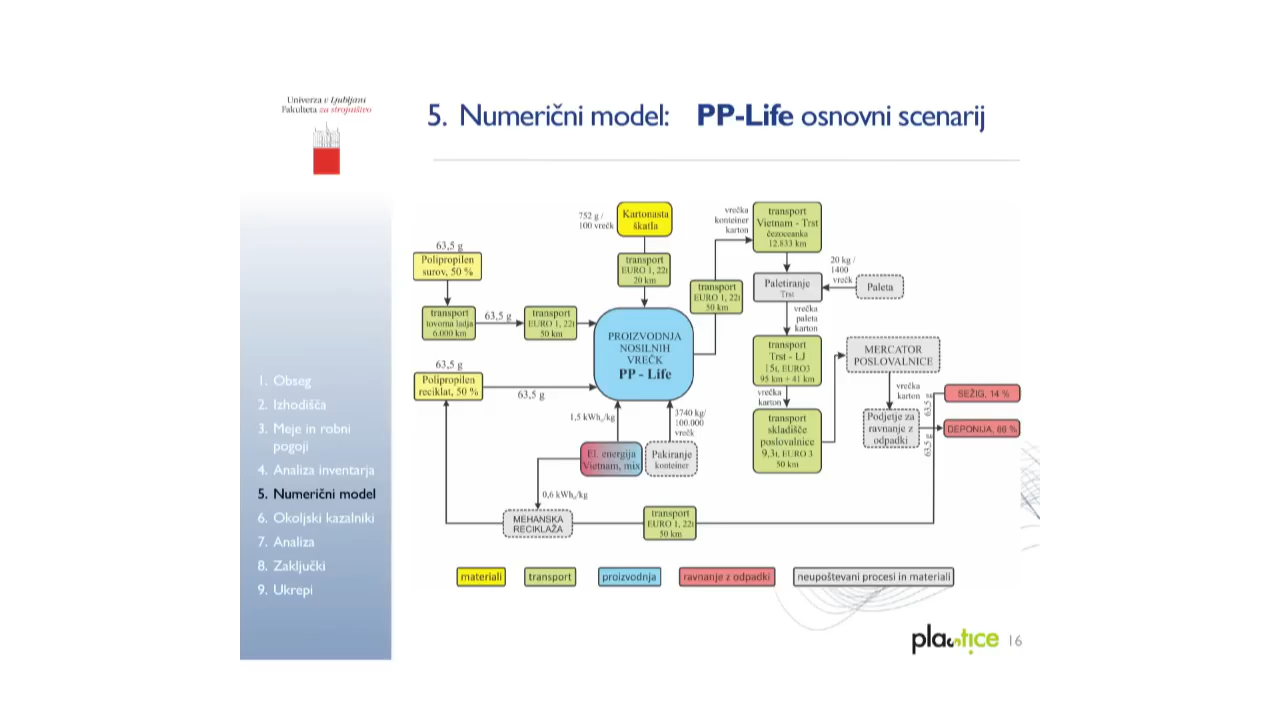 Univerza v Ljubljani
Fakulteta za strojništvo
5. Numerični model: PP-Life osnovni scenarij
1. Obseg
2. Izhodišča
3. Meje in robni
pogoji
4. Analiza inventarja
5. Numerični model
6. Okoljski kazalniki
7. Analiza
8. Zaključki
9. Ukrepi
63,5 g
Polipropilen
surov, 50 %
transport
tovorna ladja
6.000 km
63,5 g
transport
EURO 1, 22t
50 km
63,5 g
Polipropilen
reciklat, 50 %
63,5 g
752 g /
100 vrečk
Kartonasta
škatla
transport
EURO 1, 22t
20 km
PROIZVODNJA
NOSILNIH
VREČK
PP - Life
1,5 kWhe/kg
3740 kg/
100.000
vrečk
El. energija
Vietnam, mix
Pakiranje
konteiner
0,6 kWhe/kg
MEHANSKA
RECIKLAŽA
transport
EURO 1, 22t
50 km
transport
EURO 1, 22t
50 km
vrečka
konteiner
karton
transport
Vietnam - Trst
čezoceanka
12.833 km
Paletiranje
Trst
20 kg /
1400
vrečk
Paleta
vrečka
paleta
karton
transport
Trst - LJ
15t, EURO3
95 km + 41 km
vrečka
karton
transport
skladišče
poslovalnice
9,3t, EURO 3
50 km
MERCATOR
POSLOVALNICE
vrečka
karton
Podjetje za
ravnanje z
odpadki
63,5 g
63,5 g
SEŽIG, 14 %
DEPONIJA, 86 %
materiali
transport
proizvodnja
ravnanje z odpadki
neupoštevani procesi in materiali
plastice
16